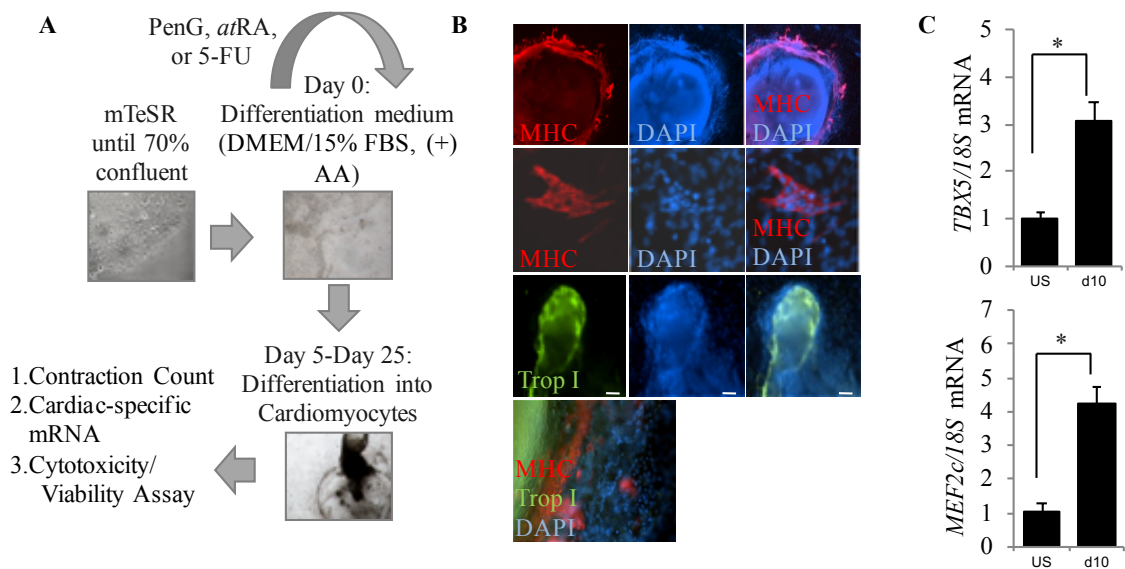 A
PenG, atRA,
or 5-FU
mTeSR
until 70%
confluent
Day 0:
Differentiation medium
(DMEM/15% FBS, (+)
AA)
Day 5-Day 25:
Differentiation into
Cardiomyocytes
1.Contraction Count
2.Cardiac-specific
mRNA
3.Cytotoxicity/
Viability Assay
B
MHC
DAPI
MHC
DAPI
MHC
DAPI
MHC
DAPI
Trop I
MHC
Trop I
DAPI
C
TBX5/18S mRNA
5
4
3
2
1
0
*
US
d10
MEF2c/18S mRNA
7
6
5
4
3
2
1
0
*
US
d10